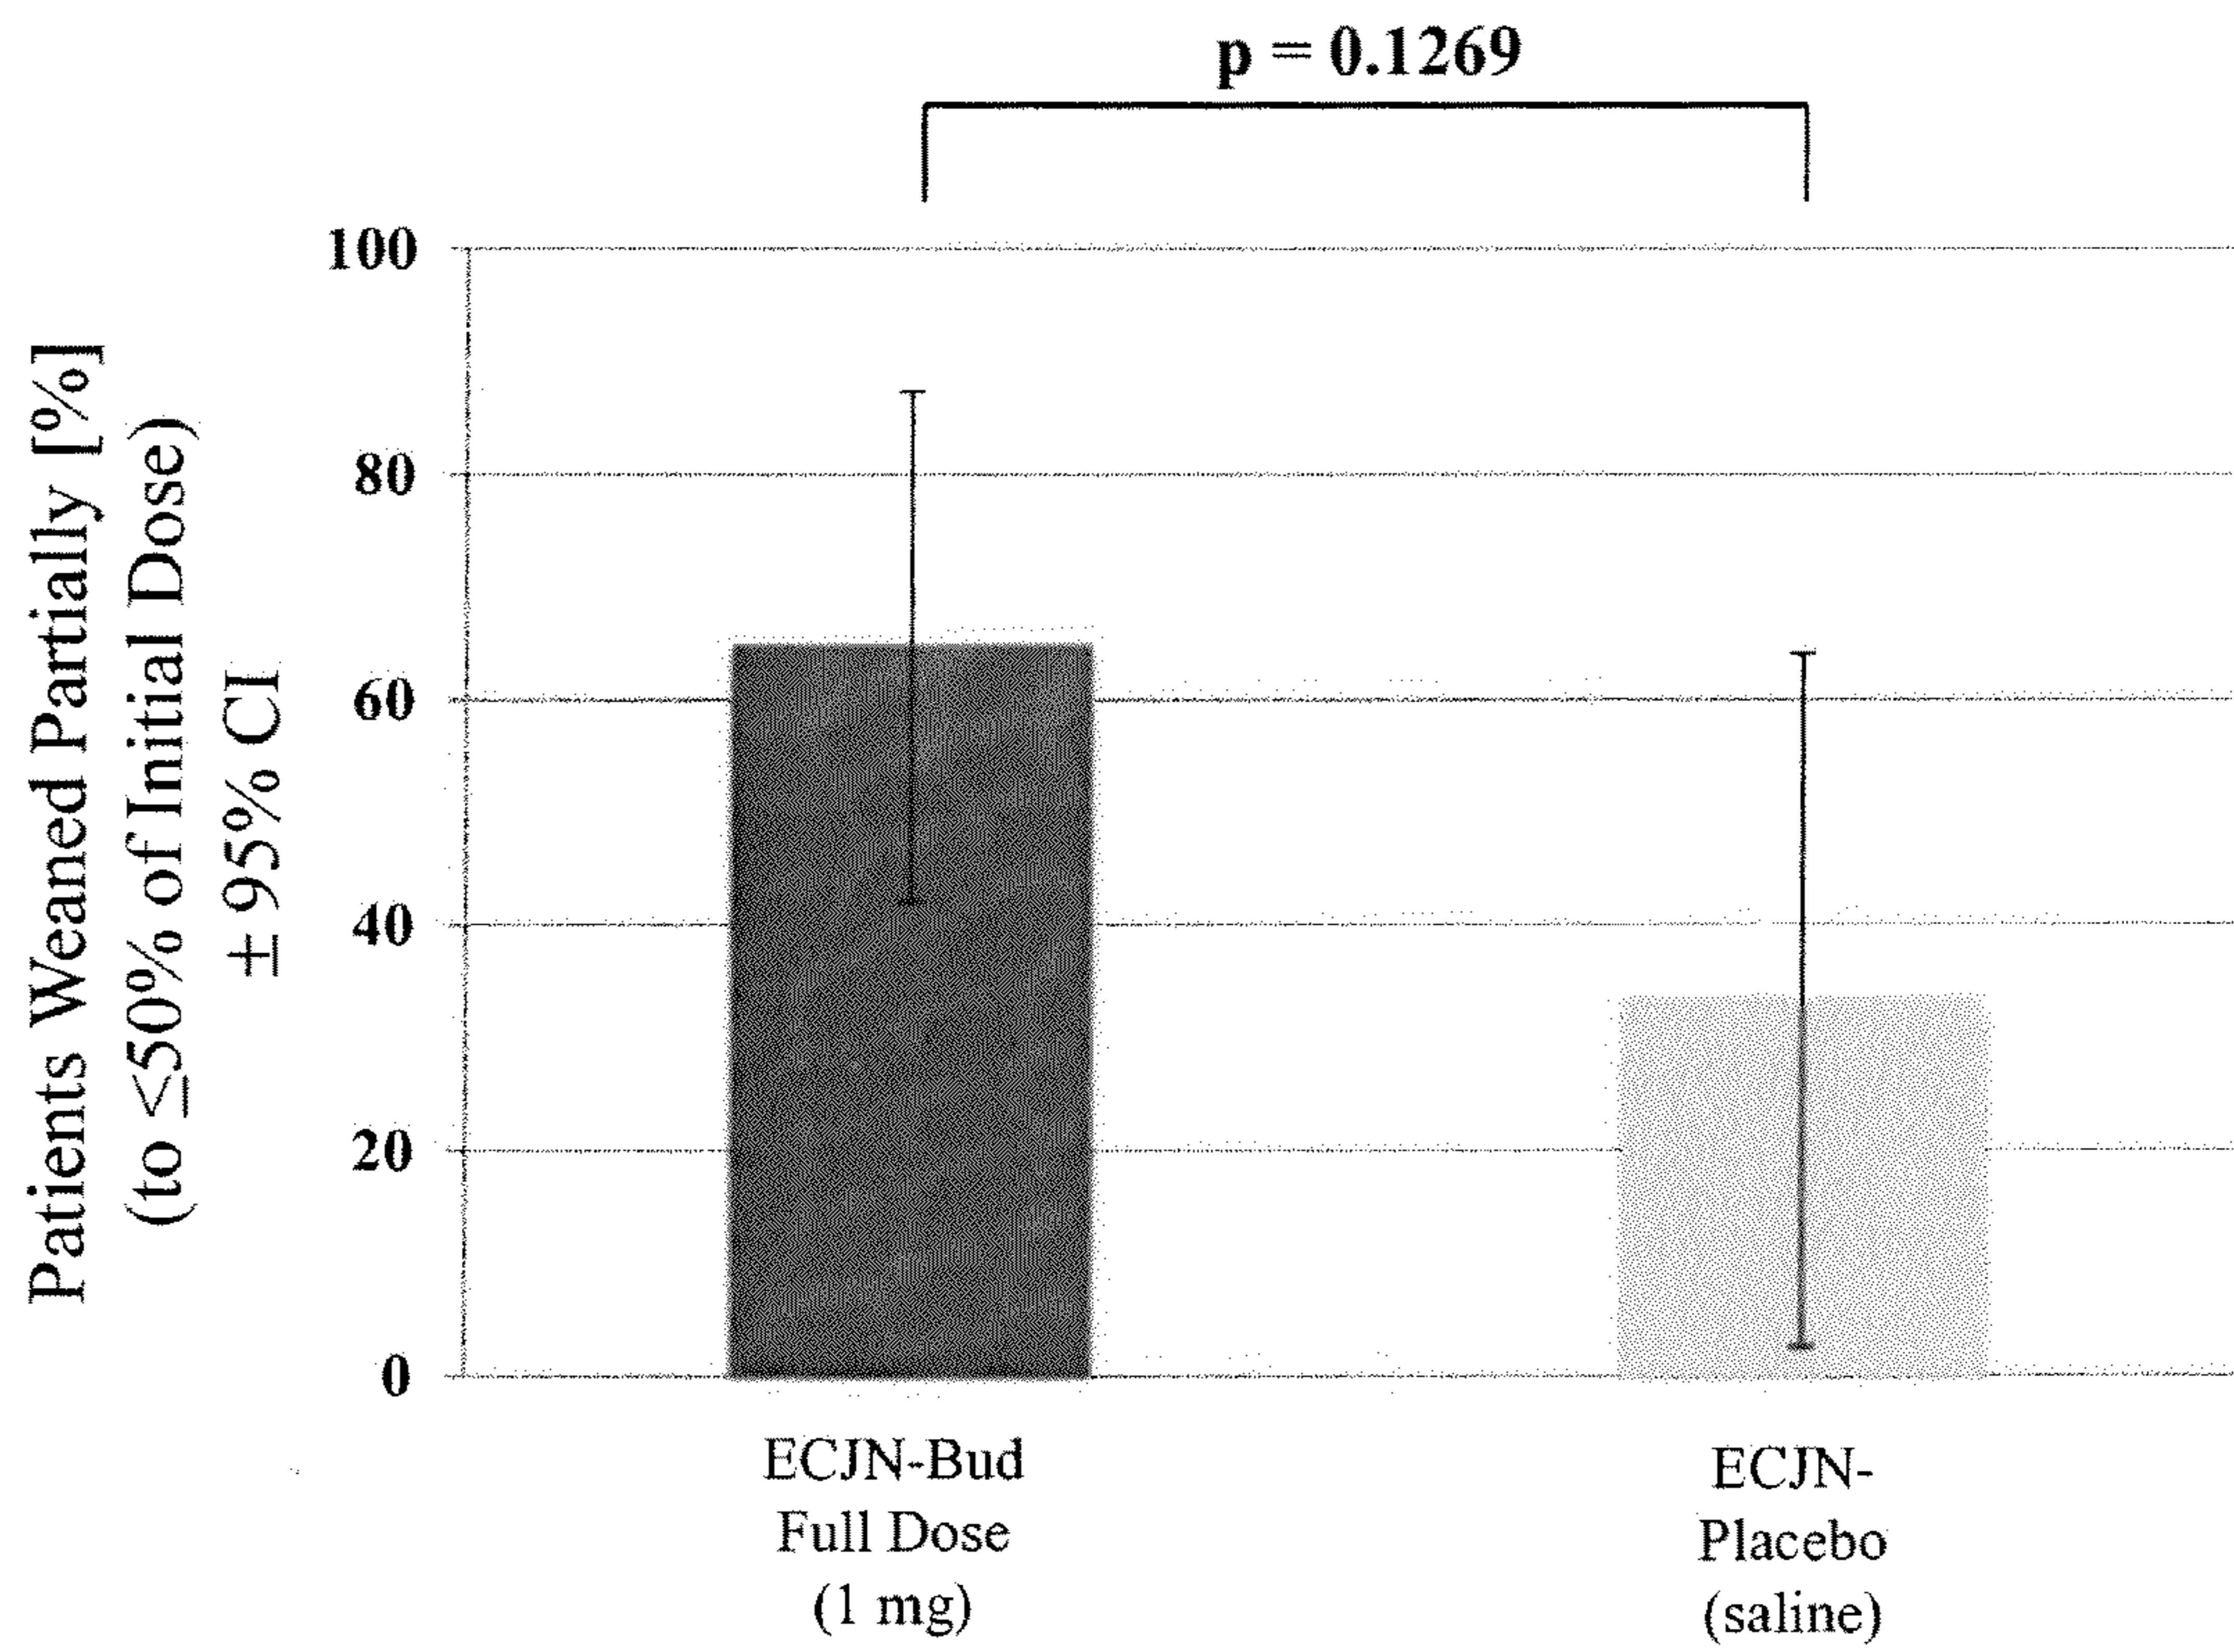 p = 0.1269
Patients Weaned Partially [%]
(to ≤50% of Initial Dose)
± 95% CI
100
80
60
40
20
0
ECJN-Bud
Full Dose
(1 mg)
ECJN-
Placebo
(saline)